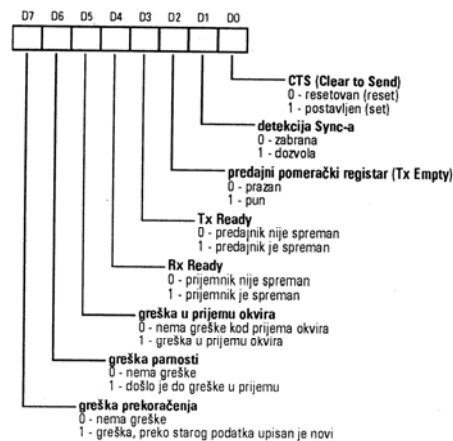 D7 D6 D5 D4 D3 D2 D1 D0
CTS (Clear to Send)
0 - resetovan (reset)
1 - postavljen (set)
detekcija Sync-a
0 - zabrana
1 - dozvola
predajni pomerački registar (Tx Empty)
0 - prazan
1 - pun
Tx Ready
0 - predajnik nije spreman
1 - predajnik je spreman
Rx Ready
0 - prijemnik nije spreman
1 - prijemnik je spreman
greška u prijemu okvira
0 - nema greške kod prijema okvira
1 - greška u prijemu okvira
greška parnosti
0 - nema greške
1 - došlo je do greške u prijemu
greška prekoračenja
0 - nema greške
1 - greška, preko starog podatka upisan je novi